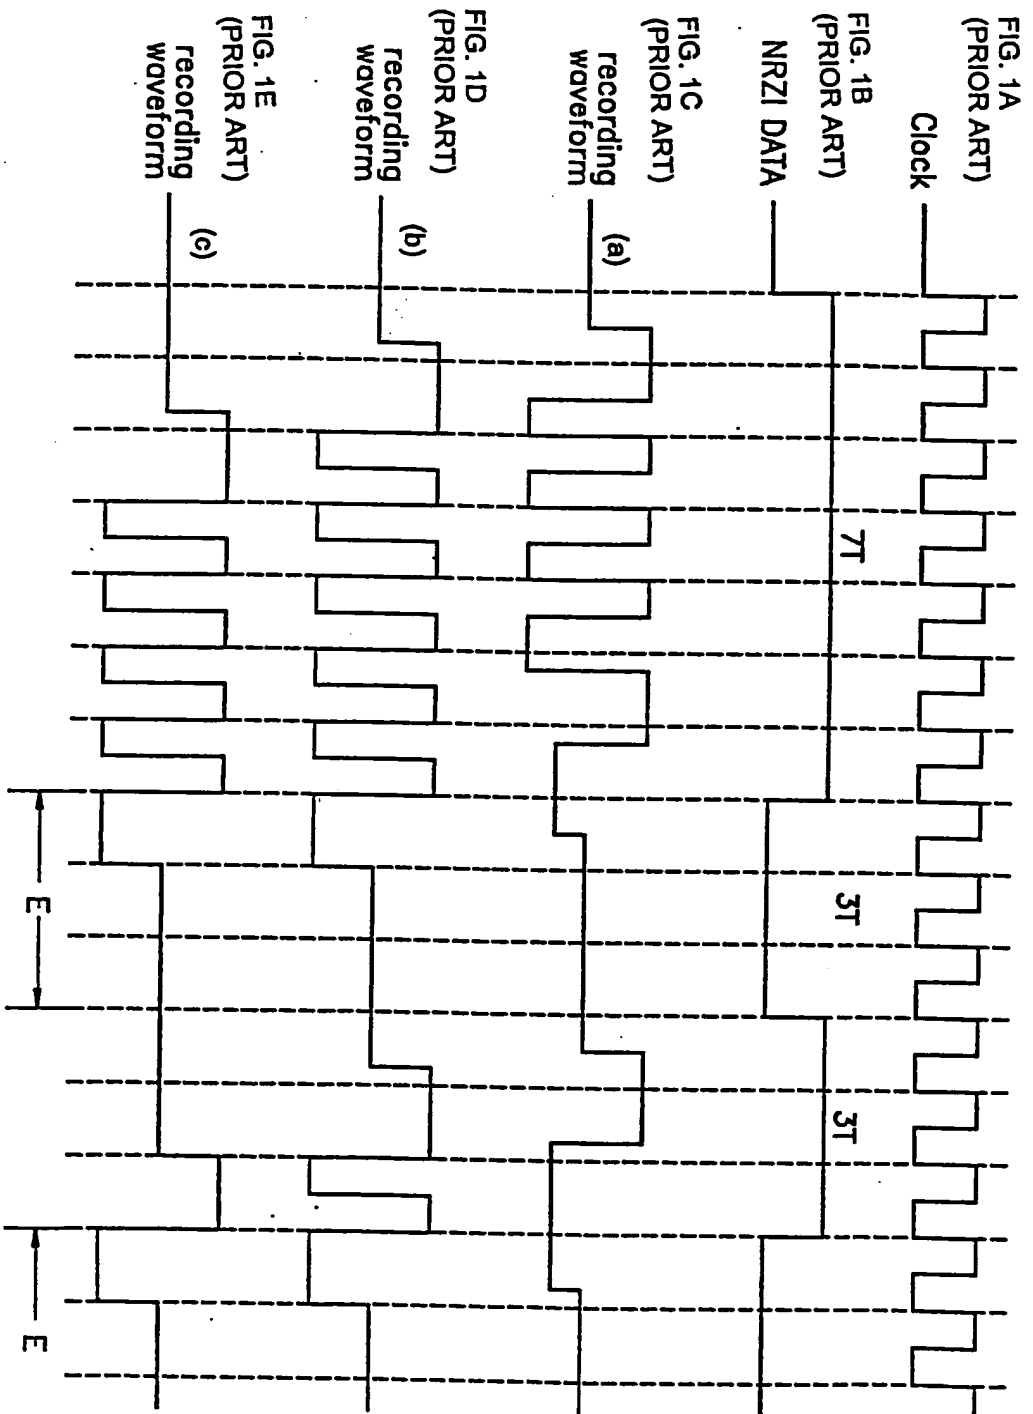 FIG. 1A
(PRIOR ART)
Clock
FIG. 1B
(PRIOR ART)
NRZI DATA
7T
3T
3T
FIG. 1C
(PRIOR ART)
recording
waveform
(a)
FIG. 1D
(PRIOR ART)
recording
waveform
(b)
FIG. 1E
(PRIOR ART)
recording
waveform
(c)
E
E